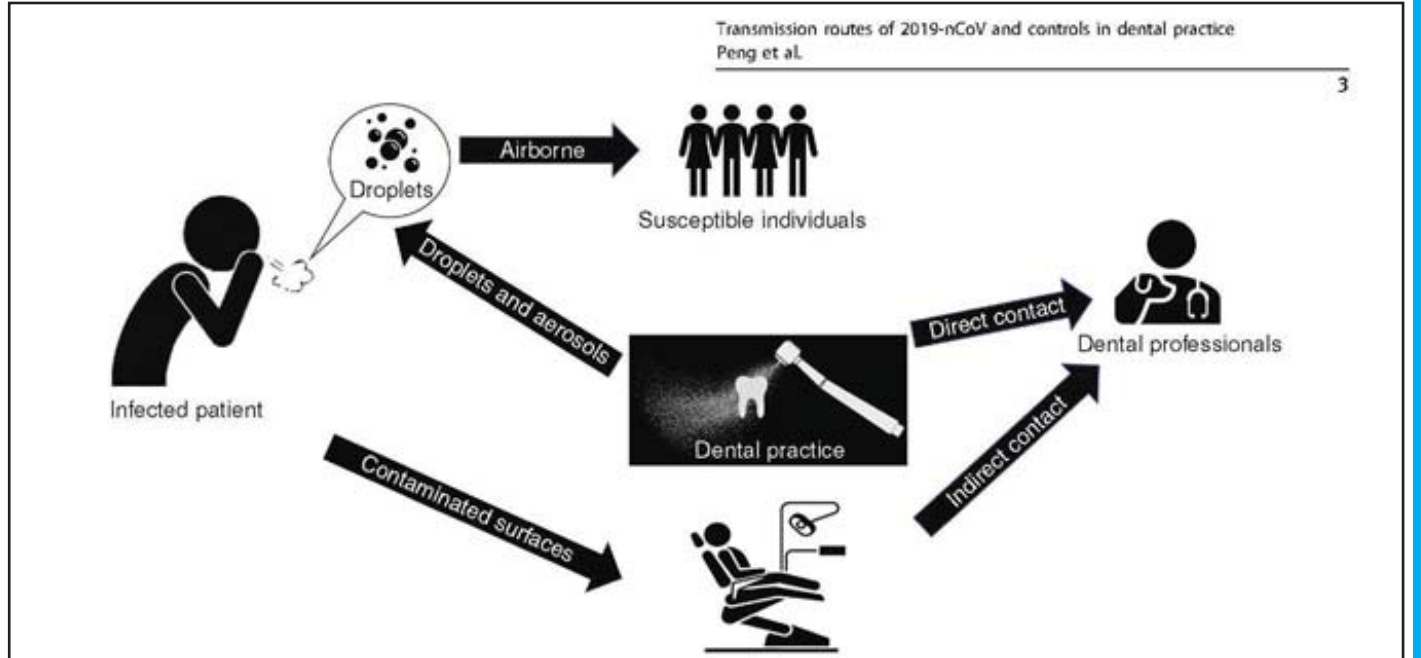 Transmission routes of 2019-nCoV and controls in dental practice
Peng et al.
3
Airborne
Droplets
Susceptible individuals
Droplets and aerosols
Direct contact
Dental professionals
Infected patient
Dental practice
Contaminated surfaces
Indirect contact